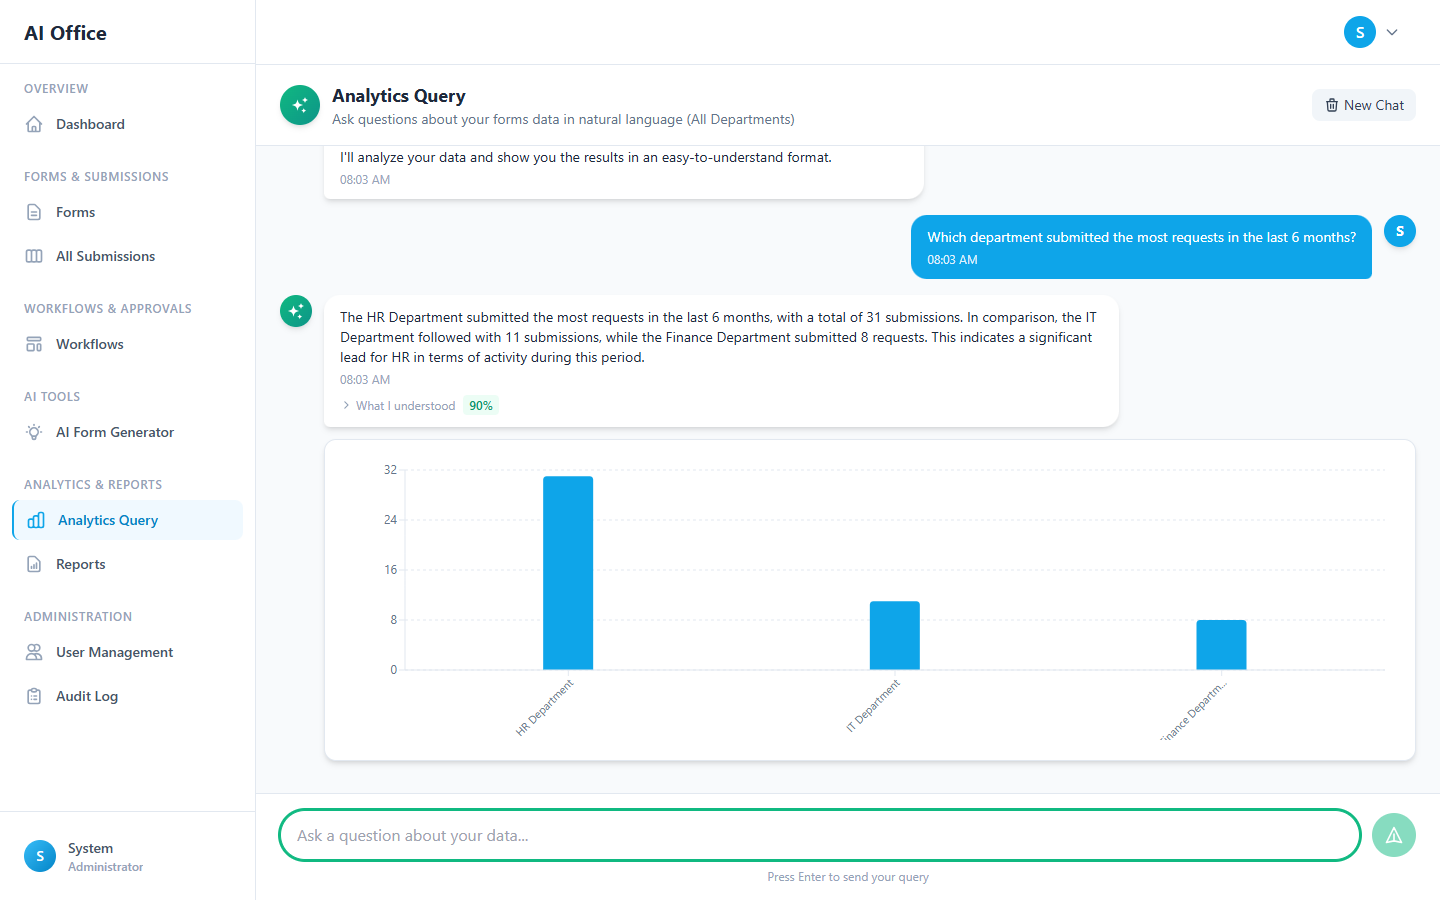 AI Office
OVERVIEW
Dashboard
FORMS & SUBMISSIONS
Forms
All Submissions
WORKFLOWS & APPROVALS
Workflows
AI TOOLS
AI Form Generator
ANALYTICS & REPORTS
Analytics Query
Reports
ADMINISTRATION
User Management
Audit Log
S
System
Administrator
S
Analytics Query
Ask questions about your forms data in natural language (All Departments)
New Chat
I'll analyze your data and show you the results in an easy-to-understand format.
08:03 AM
Which department submitted the most requests in the last 6 months?
08:03 AM
S
The HR Department submitted the most requests in the last 6 months, with a total of 31 submissions. In comparison, the IT
Department followed with 11 submissions, while the Finance Department submitted 8 requests. This indicates a significant
lead for HR in terms of activity during this period.
08:03 AM
What I understood 90%
32
24
16
8
0
HR Department
IT Department
Finance Departm...
Ask a question about your data...
Press Enter to send your query